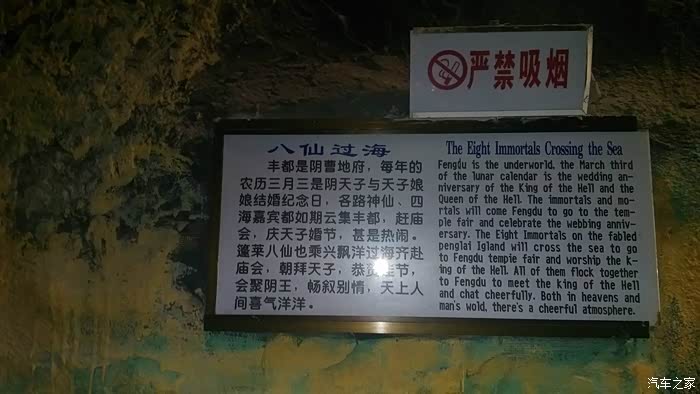 严禁吸烟
八仙过海
丰都是阴曹地府，每年的
农历三月三是阴天子与天子娘
娘结婚纪念日，各路神仙、四
海嘉宾都如期云集丰都，赶庙
会，庆天子婚节，甚是热闹。
蓬莱八仙也乘兴飘洋过海齐赴
庙会，朝拜天子，恭贺佳节，
会聚阴王，畅叙别情，天上人
间喜气洋洋。
The Eight Immortals Crossing the Sea
Fengdu is the underworld, the March third
of the lunar calendar is the wedding an-
niversary of the King of the Hell and the
Queen of the Hell. The immortals and mo-
rtals will come Fengdu to go to the tem-
ple fair and celebrate the webbing anniv-
ersary. The Eight Immortals on the fabled
penglai Igland will cross the sea to go
to Fengdu tempie fair and worship the K-
ing of the Hell. All of them flock together
to Fengdu to meet the king of the Hell
and chat cheerfully. Both in heavens and
man's wold, there's a cheerful atmosphere.
汽车之家